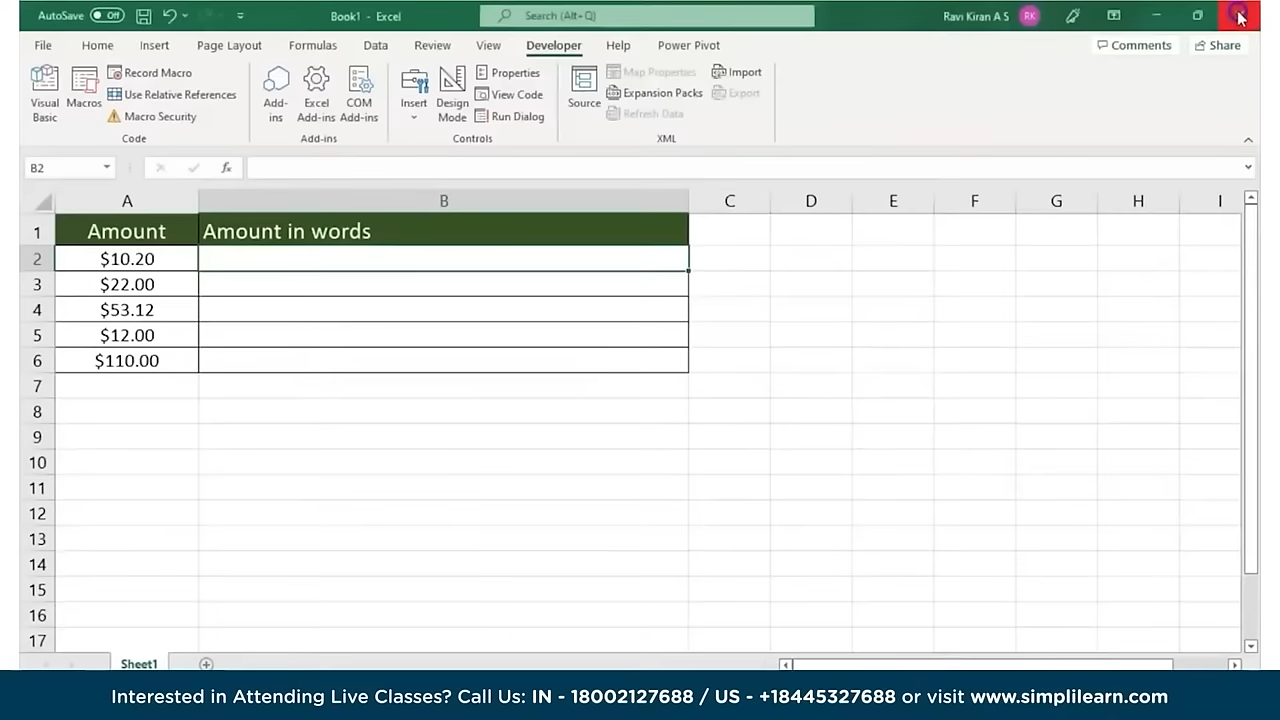 AutoSave Off Book1 - Excel Search (Alt+Q) Ravi Kiran A S RK
File Home Insert Page Layout Formulas Data Review View Developer Help Power Pivot Comments Share
Visual Basic
Macros
Record Macro
Use Relative References
Macro Security
Code
Add-ins
Excel Add-ins
COM Add-ins
Add-ins
Insert
Design Mode
Properties
View Code
Run Dialog
Controls
Source
Map Properties
Expansion Packs
Refresh Data
Import
Export
XML
B2 fx
A B C D E F G H I
1 Amount Amount in words
2 $10.20
3 $22.00
4 $53.12
5 $12.00
6 $110.00
7
8
9
10
11
12
13
14
15
16
17
Sheet1
Interested in Attending Live Classes? Call Us: IN - 18002127688 / US - +18445327688 or visit www.simplilearn.com